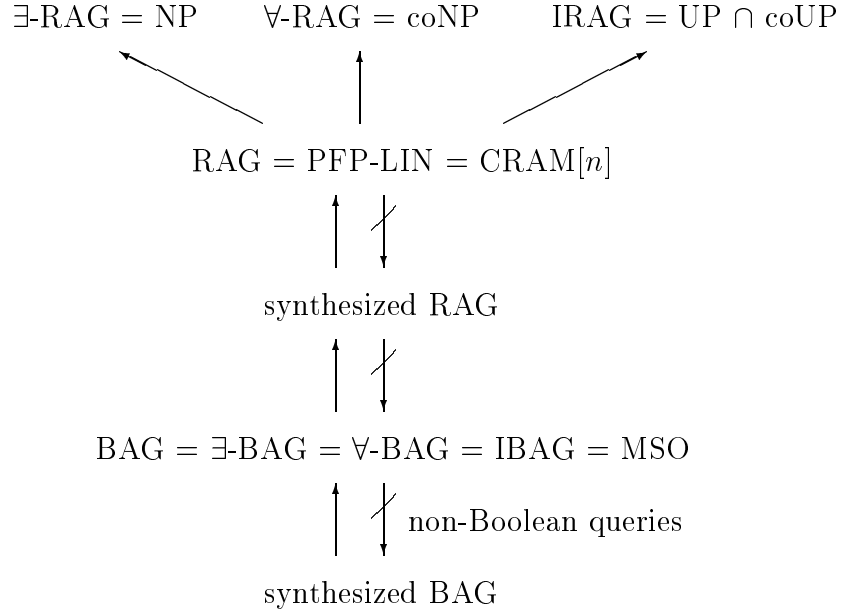 ∃-RAG = NP ∀-RAG = coNP IRAG = UP ∩ coUP
RAG = PFP-LIN = CRAM[n]
synthesized RAG
BAG = ∃-BAG = ∀-BAG = IBAG = MSO
non-Boolean queries
synthesized BAG